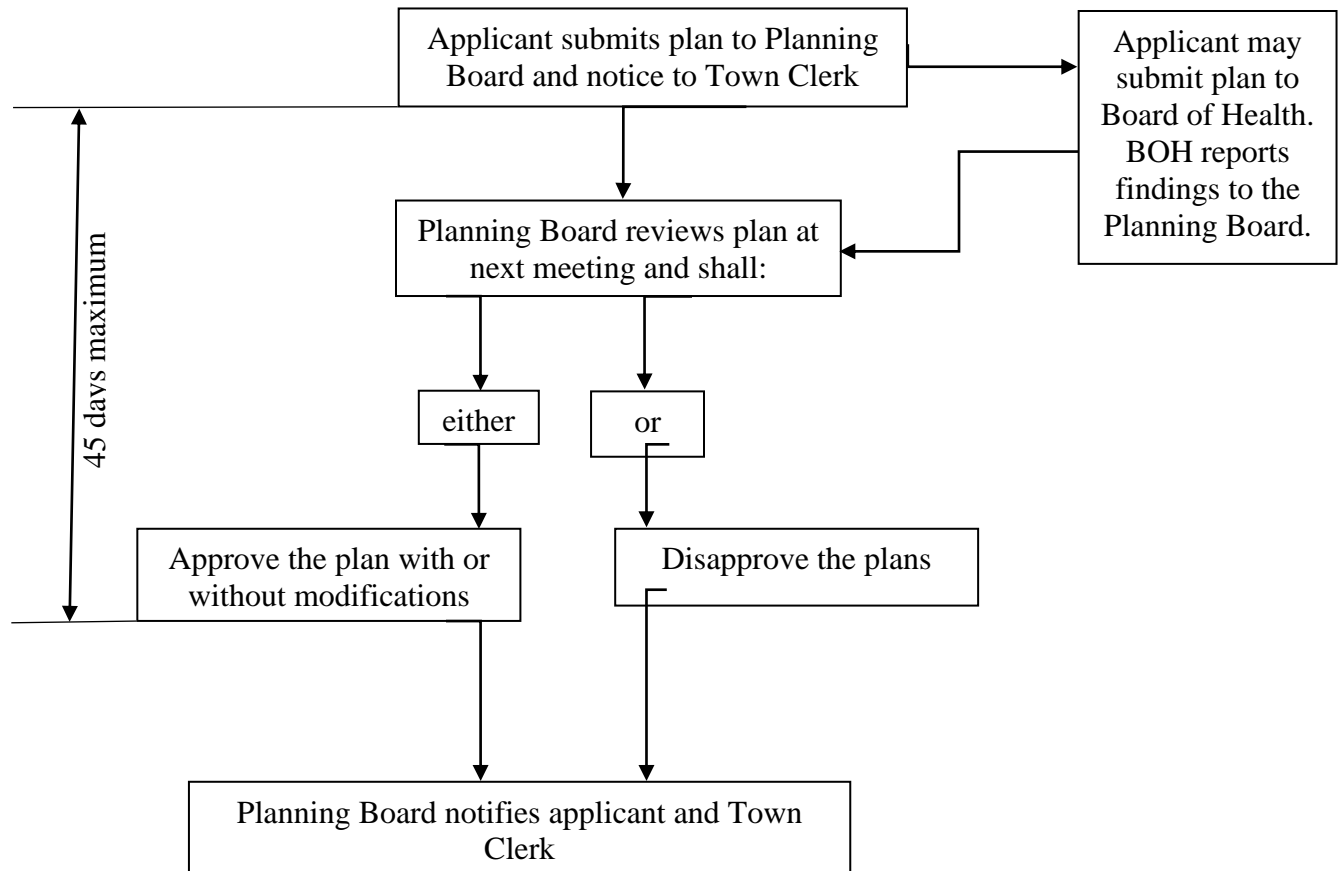 Applicant submits plan to Planning
Board and notice to Town Clerk
Applicant may
submit plan to
Board of Health.
BOH reports
findings to the
Planning Board.
Planning Board reviews plan at
next meeting and shall:
45 days maximum
either
or
Approve the plan with or
without modifications
Disapprove the plans
Planning Board notifies applicant and Town
Clerk